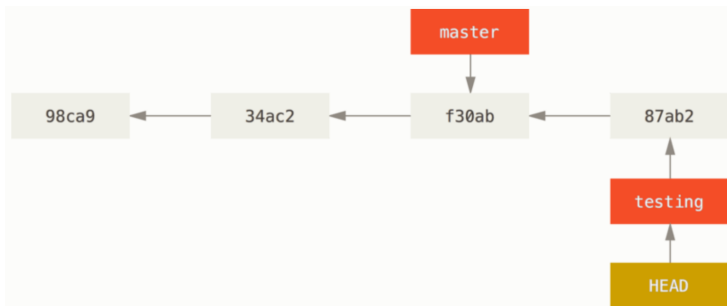 master
98ca9
34ac2
f30ab
87ab2
testing
HEAD